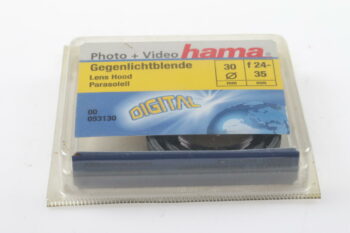 Photo + Video hama®
Gegenlichtblende 30 f 24-
Lens Hood Ø 35
Parasoleil mm mm
DIGITAL
00
093130